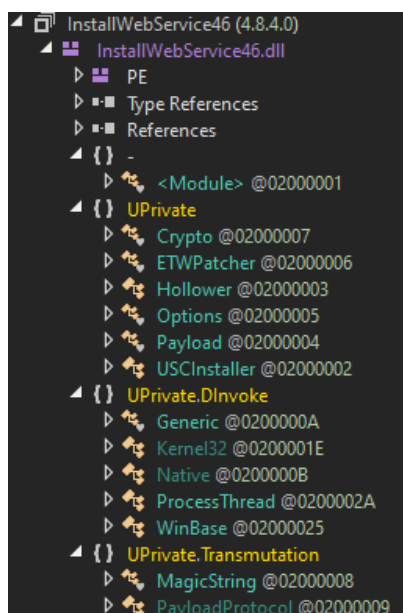 InstallWebService46 (4.8.4.0)
InstallWebService46.dll
PE
Type References
References
{ } -
<Module> @02000001
{ } UPrivate
Crypto @02000007
ETWPatcher @02000006
Hollower @02000003
Options @02000005
Payload @02000004
USCInstaller @02000002
{ } UPrivate.DInvoke
Generic @0200000A
Kernel32 @0200001E
Native @0200000B
ProcessThread @0200002A
WinBase @02000025
{ } UPrivate.Transmutation
MagicString @02000008
PayloadProtocol @02000009